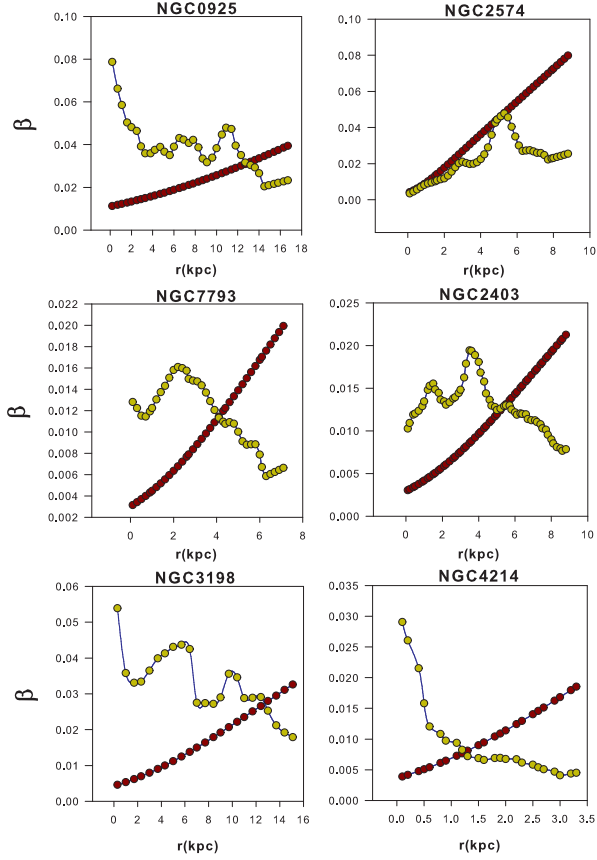 NGC0925 NGC2574
0.10 0.10
0.08 0.08
0.06 0.06
β
0.04 0.04
0.02 0.02
0.00 0.00
0 2 4 6 8 10 12 14 16 18 0 2 4 6 8 10
r(kpc) r(kpc)
NGC7793 NGC2403
0.022 0.025
0.020
0.018 0.020
0.016
0.014 0.015
β
0.012
0.010 0.010
0.008
0.006 0.005
0.004
0.002 0.000
0 2 4 6 8 0 2 4 6 8 10
r(kpc) r(kpc)
NGC3198 NGC4214
0.06 0.035
0.05 0.030
0.04 0.025
β
0.03 0.020
0.015
0.02 0.010
0.01 0.005
0.00 0.000
0 2 4 6 8 10 12 14 16 0.0 0.5 1.0 1.5 2.0 2.5 3.0 3.5
r(kpc) r(kpc)